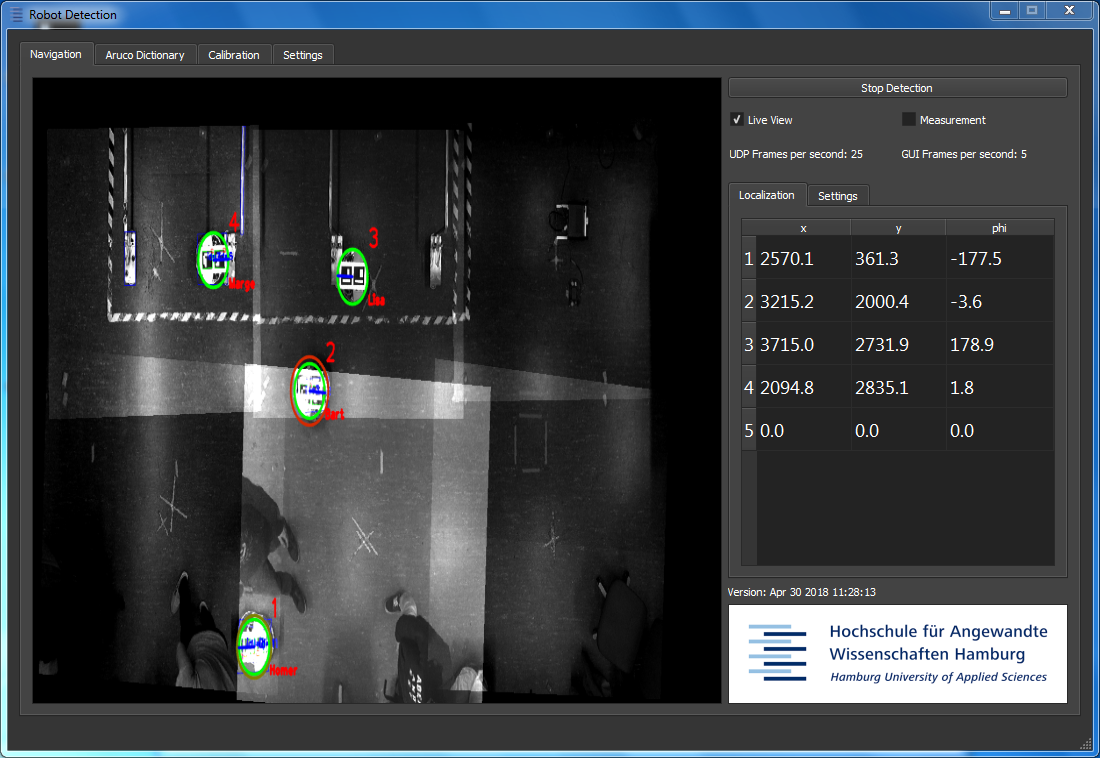 Robot Detection
Navigation Aruco Dictionary Calibration Settings
Stop Detection
Live View Measurement
UDP Frames per second: 25 GUI Frames per second: 5
Localization Settings
x y phi
1 2570.1 361.3 -177.5
2 3215.2 2000.4 -3.6
3 3715.0 2731.9 178.9
4 2094.8 2835.1 1.8
5 0.0 0.0 0.0
Version: Apr 30 2018 11:28:13
Hochschule für Angewandte
Wissenschaften Hamburg
Hamburg University of Applied Sciences
4
Marge
3
Lisa
2
Bart
1
Homer